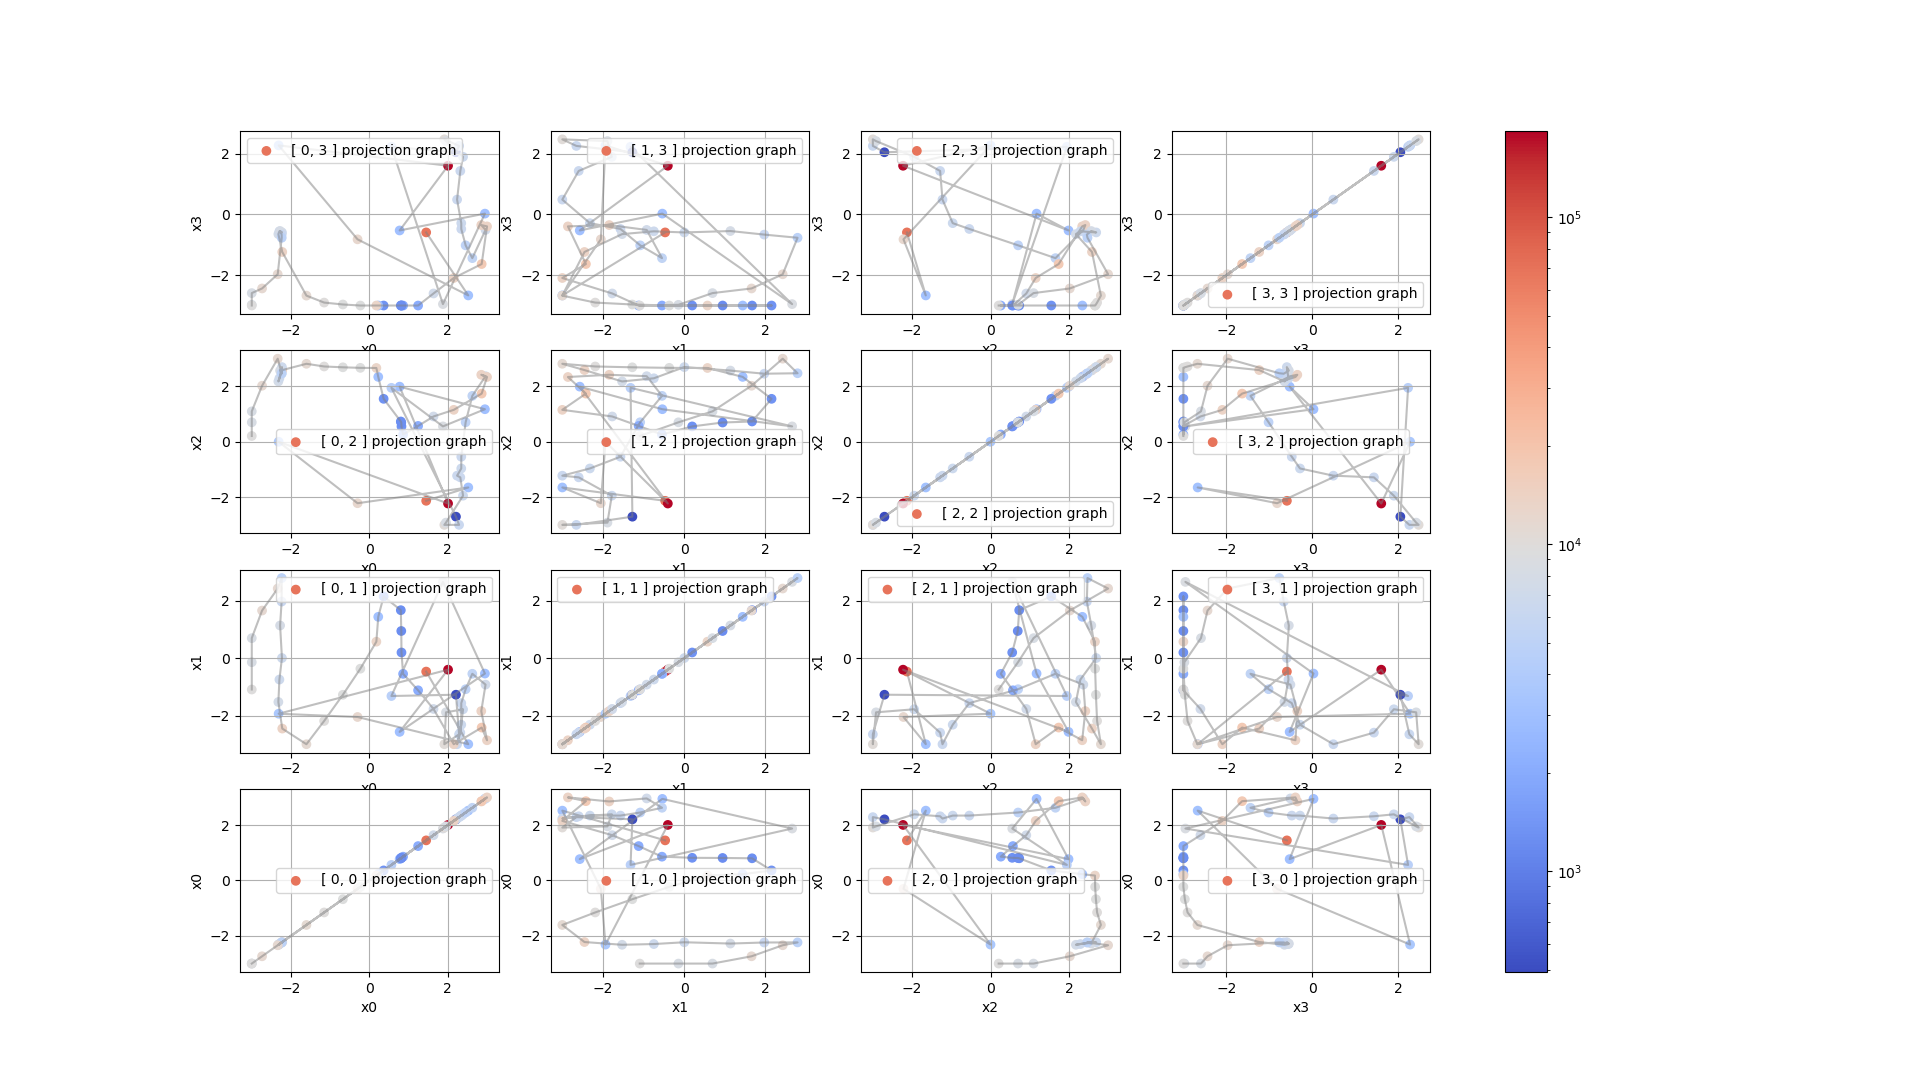 [ 0, 3 ] projection graph
[ 1, 3 ] projection graph
[ 2, 3 ] projection graph
2
0
−2
x3
2
0
−2
x3
2
0
−2
x3
2
0
−2
[ 3, 3 ] projection graph
−2 0 2
−2 0 2
−2 0 2
−2 0 2
x0
x1
x2
x3
[ 0, 2 ] projection graph
[ 1, 2 ] projection graph
[ 2, 2 ] projection graph
[ 3, 2 ] projection graph
2
0
−2
x2
2
0
−2
x2
2
0
−2
x2
2
0
−2
x2
−2 0 2
−2 0 2
−2 0 2
−2 0 2
x0
x1
x2
x3
[ 0, 1 ] projection graph
[ 1, 1 ] projection graph
[ 2, 1 ] projection graph
[ 3, 1 ] projection graph
2
0
−2
x1
2
0
−2
x1
2
0
−2
x1
2
0
−2
x1
−2 0 2
−2 0 2
−2 0 2
−2 0 2
x0
x1
x2
x3
[ 0, 0 ] projection graph
[ 1, 0 ] projection graph
[ 2, 0 ] projection graph
[ 3, 0 ] projection graph
2
0
−2
x0
2
0
−2
x0
2
0
−2
x0
2
0
−2
x0
−2 0 2
−2 0 2
−2 0 2
−2 0 2
x0
x1
x2
x3
10⁵
10⁴
10³